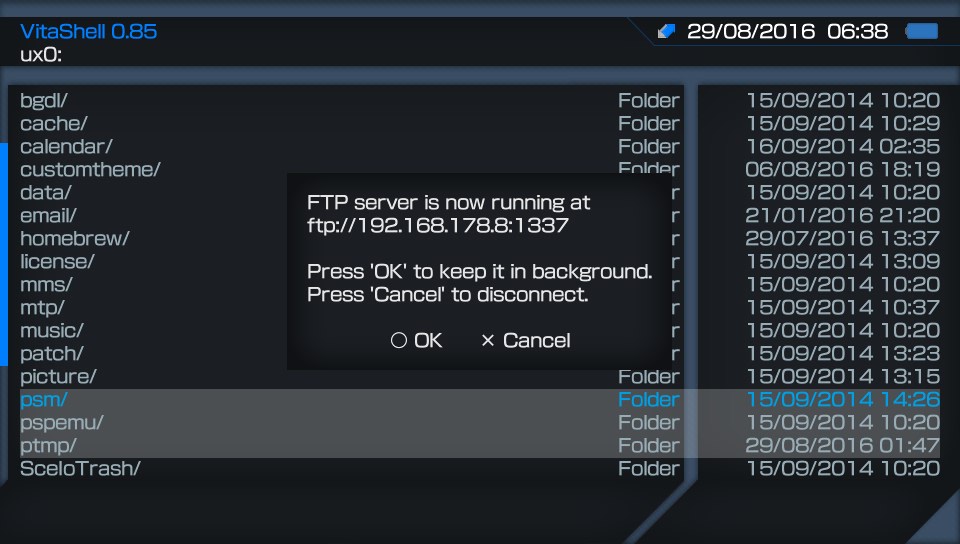 VitaShell 0.85
29/08/2016 06:38
ux0:
bgdl/ Folder 15/09/2014 10:20
cache/ Folder 15/09/2014 10:29
calendar/ Folder 16/09/2014 02:35
customtheme/ Folder 06/08/2016 18:19
data/ r 15/09/2014 10:20
email/ r 21/01/2016 21:20
homebrew/ r 29/07/2016 13:37
license/ r 15/09/2014 13:09
mms/ r 15/09/2014 10:20
mtp/ r 15/09/2014 10:37
music/ r 15/09/2014 10:20
patch/ r 15/09/2014 13:23
picture/ Folder 15/09/2014 13:15
psm/ Folder 15/09/2014 14:26
pspemu/ Folder 15/09/2014 10:20
ptmp/ Folder 29/08/2016 01:47
SceIoTrash/ Folder 15/09/2014 10:20
FTP server is now running at
ftp://192.168.178.8:1337
Press 'OK' to keep it in background.
Press 'Cancel' to disconnect.
○ OK × Cancel